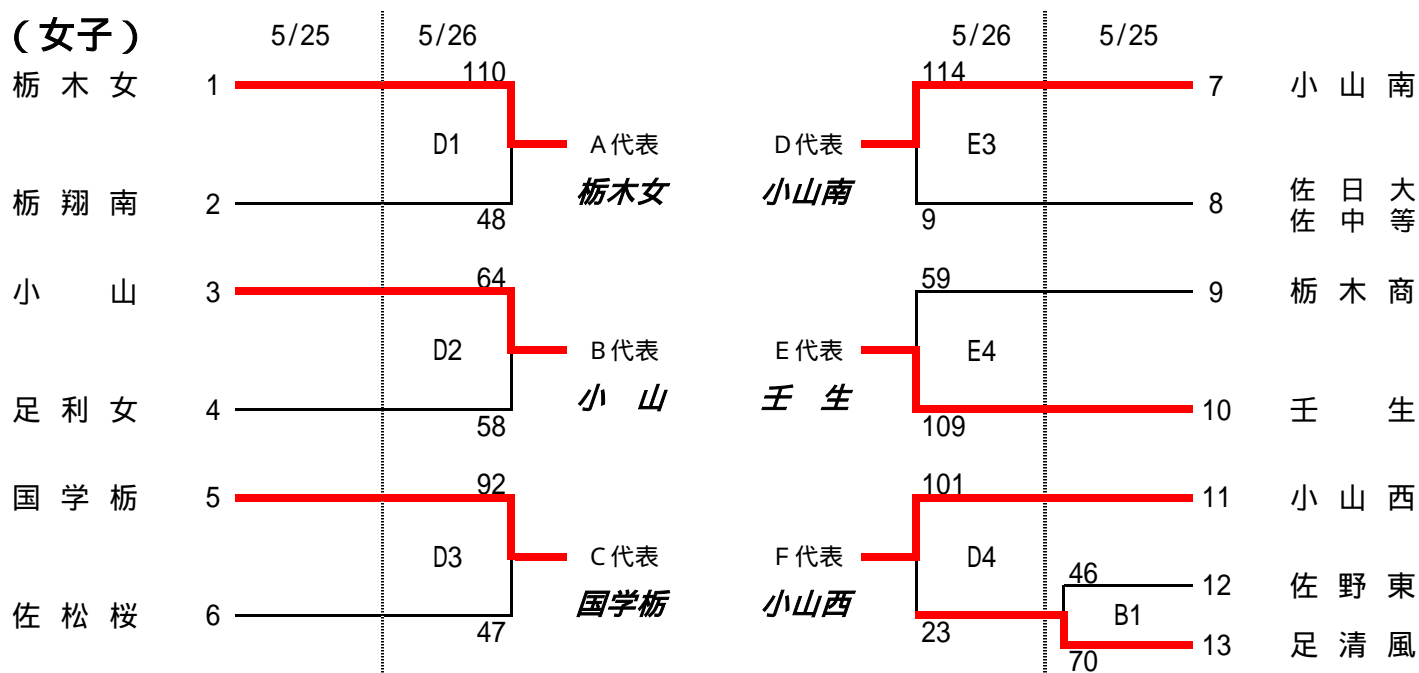 (女子)
5/25 5/26 5/26 5/25
栃木女 1 110 114 7 小山南
D1 A代表 D代表 E3
栃木女 小山南
栃翔南 2 48 9 8 佐日大
佐中等
小山 3 64 59 9 栃木商
D2 B代表 E代表 E4
小山 壬生
足利女 4 58 109 10 壬生
国学栃 5 92 101 11 小山西
D3 C代表 F代表 D4
国学栃 小山西
46 12 佐野東
B1
佐松桜 6 47 23
70 13 足清風